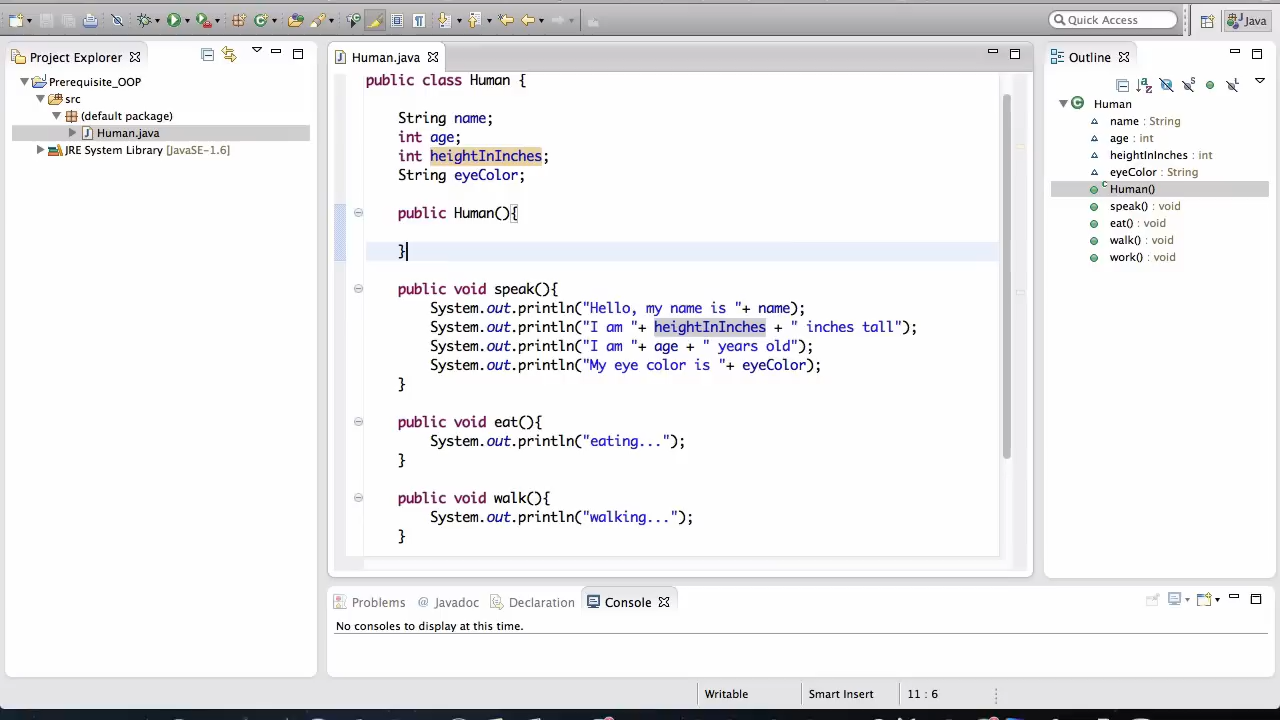 Quick Access
Java
Project Explorer
Prerequisite_OOP
src
(default package)
Human.java
JRE System Library [JavaSE-1.6]
Human.java
public class Human {
String name;
int age;
int heightInInches;
String eyeColor;
public Human(){
}
public void speak(){
System.out.println("Hello, my name is "+ name);
System.out.println("I am "+ heightInInches + " inches tall");
System.out.println("I am "+ age + " years old");
System.out.println("My eye color is "+ eyeColor);
}
public void eat(){
System.out.println("eating...");
}
public void walk(){
System.out.println("walking...");
}
Outline
Human
name : String
age : int
heightInInches : int
eyeColor : String
Human()
speak() : void
eat() : void
walk() : void
work() : void
Problems @ Javadoc Declaration Console
No consoles to display at this time.
Writable Smart Insert 11 : 6